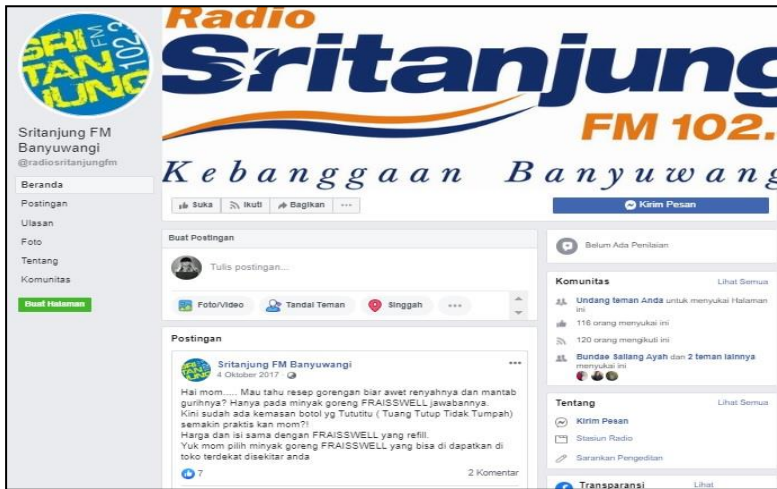 Radio
Sritanjung
FM 102.
Kebanggaan Banyuwang
SRI
TAN
JUNG
FM
102.3
Sritanjung FM
Banyuwangi
@radiosritanjungfm
Beranda
Postingan
Ulasan
Foto
Tentang
Komunitas
Buat Halaman
Suka
Ikuti
Bagikan
Kirim Pesan
Buat Postingan
Tulis postingan...
Foto/Video
Tandai Teman
Singgah
Postingan
Sritanjung FM Banyuwangi
4 Oktober 2017
Hai mom..... Mau tahu resep gorengan biar awet renyahnya dan mantab
gurihnya? Hanya pada minyak goreng FRAISSWELL jawabannya.
Kini sudah ada kemasan botol yg Tututitu ( Tuang Tutup Tidak Tumpah)
semakin praktis kan mom?!
Harga dan isi sama dengan FRAISSWELL yang refill.
Yuk mom pilih minyak goreng FRAISSWELL yang bisa di dapatkan di
toko terdekat disekitar anda
7
2 Komentar
Belum Ada Penilaian
Komunitas
Lihat Semua
Undang teman Anda untuk menyukai Halaman
ini
116 orang menyukai ini
120 orang mengikuti ini
Bundae Sallang Ayah dan 2 teman lainnya
menyukai ini
Tentang
Lihat Semua
Kirim Pesan
Stasiun Radio
Sarankan Pengeditan
Transparansi
Lihat